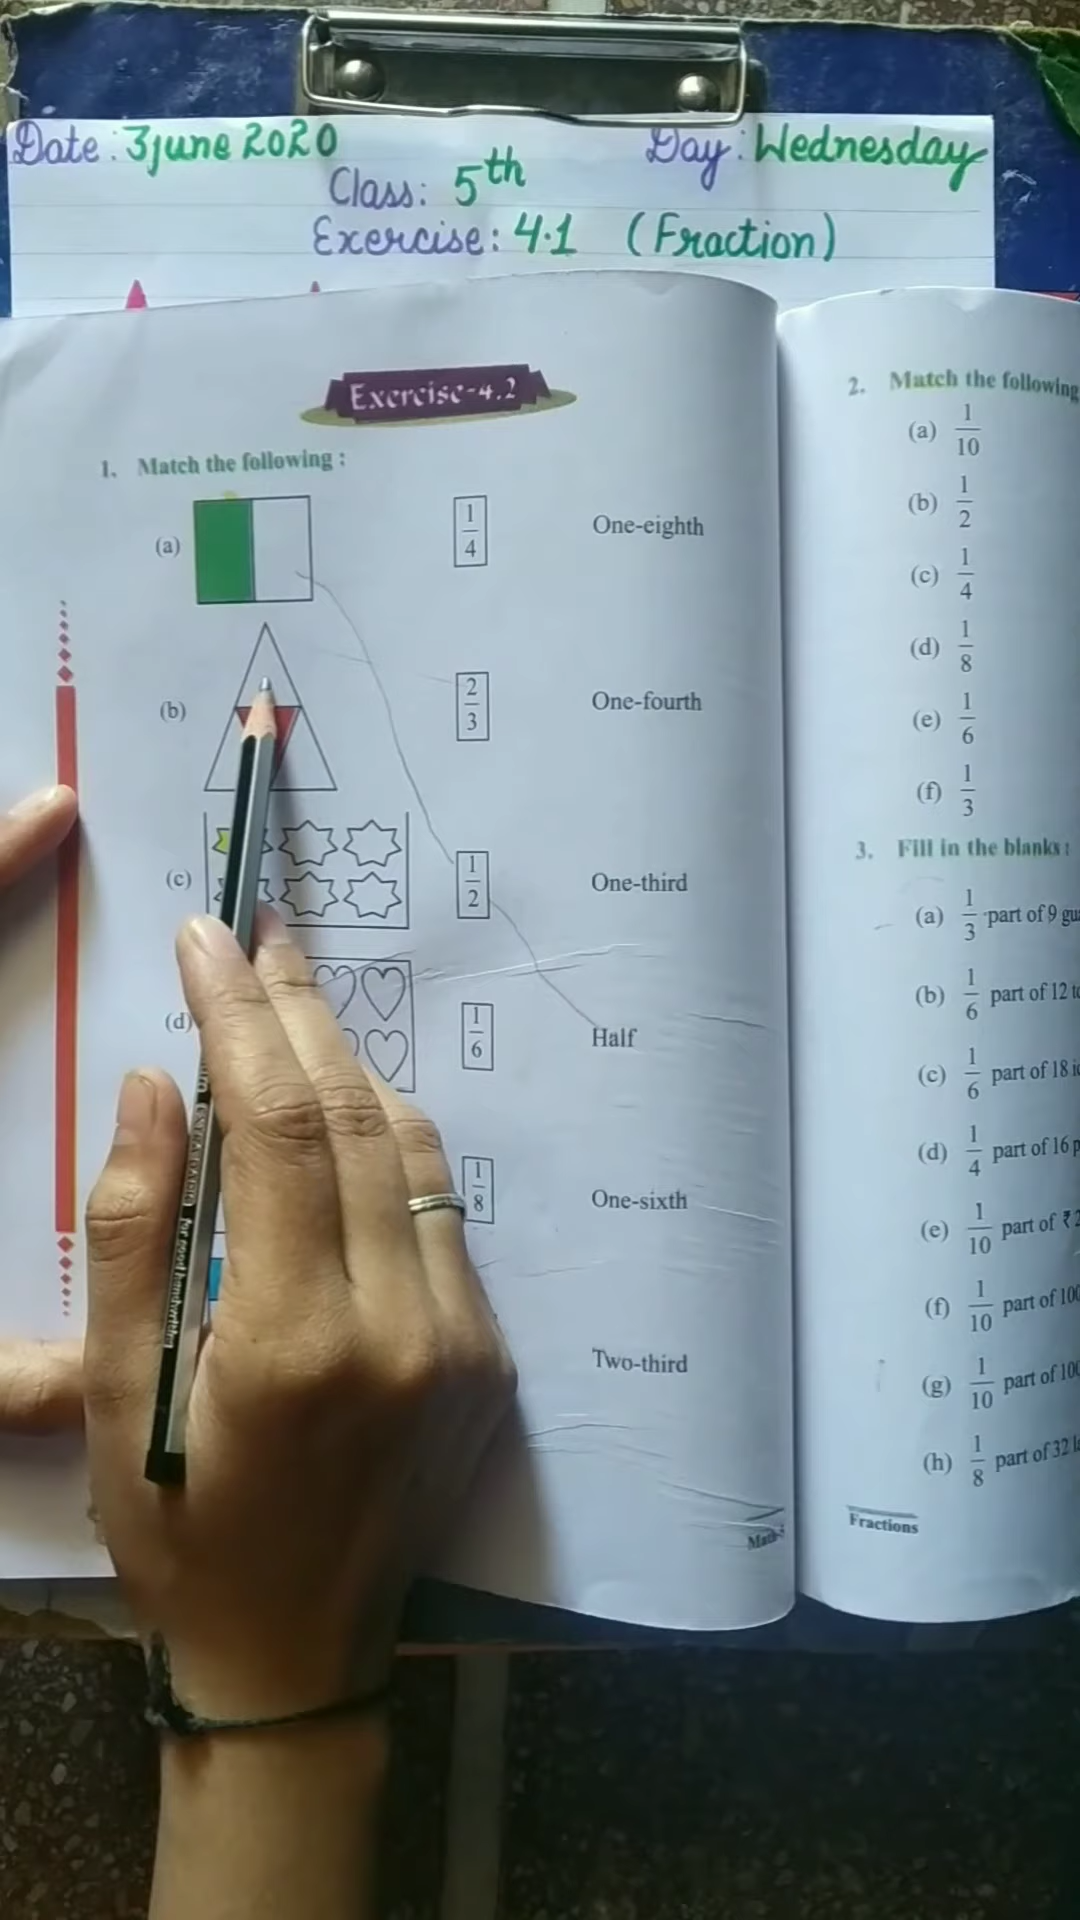 Date : 3 june 2020
Day : Wednesday
Class: 5th
Exercise: 4.1 (Fraction)
Exercise-4.2
1. Match the following :
(a) 1/4 One-eighth
(b) 2/3 One-fourth
(c) 1/2 One-third
(d) 1/6 Half
1/8 One-sixth
Two-third
Math-5
2. Match the following
(a) 1/10
(b) 1/2
(c) 1/4
(d) 1/8
(e) 1/6
(f) 1/3
3. Fill in the blanks :
(a) 1/3 part of 9
(b) 1/6 part of 12
(c) 1/6 part of 18
(d) 1/4 part of 16
(e) 1/10 part of ₹
(f) 1/10 part of
(g) 1/10 part of
(h) 1/8 part of 32
Fractions
for good handwriting